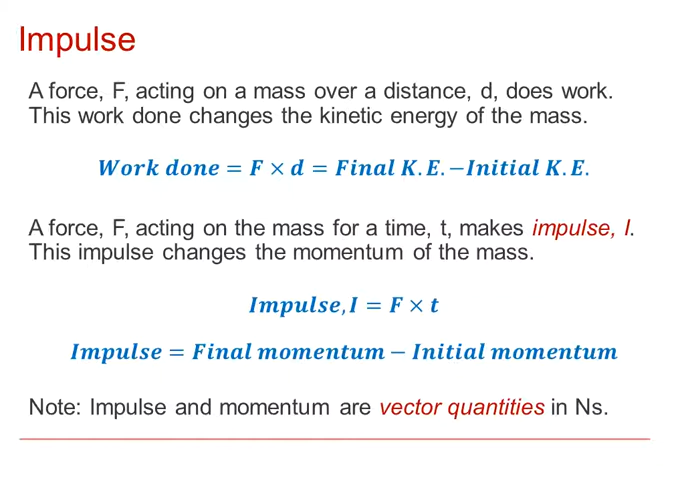 Impulse
A force, F, acting on a mass over a distance, d, does work.
This work done changes the kinetic energy of the mass.
Work done = F × d = Final K.E.−Initial K.E.
A force, F, acting on the mass for a time, t, makes impulse, I.
This impulse changes the momentum of the mass.
Impulse, I = F × t
Impulse = Final momentum − Initial momentum
Note: Impulse and momentum are vector quantities in Ns.